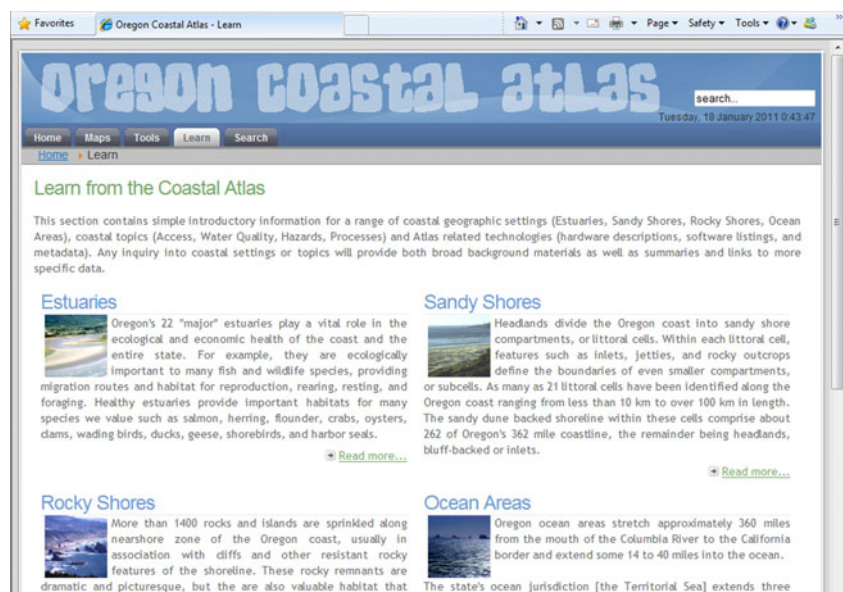 Favorites
Oregon Coastal Atlas - Learn
Page
Safety
Tools
oregon coastal atlas
search...
Tuesday, 18 January 2011 0:43:47
Home Maps Tools Learn Search
Home Learn
Learn from the Coastal Atlas
This section contains simple introductory information for a range of coastal geographic settings (Estuaries, Sandy Shores, Rocky Shores, Ocean
Areas), coastal topics (Access, Water Quality, Hazards, Processes) and Atlas related technologies (hardware descriptions, software listings, and
metadata). Any inquiry into coastal settings or topics will provide both broad background materials as well as summaries and links to more
specific data.
Estuaries
Oregon's 22 "major" estuaries play a vital role in the
ecological and economic health of the coast and the
entire state. For example, they are ecologically
important to many fish and wildlife species, providing
migration routes and habitat for reproduction, rearing, resting, and
foraging. Healthy estuaries provide important habitats for many
species we value such as salmon, herring, flounder, crabs, oysters,
clams, wading birds, ducks, geese, shorebirds, and harbor seals.
Read more...
Sandy Shores
Headlands divide the Oregon coast into sandy shore
compartments, or littoral cells. Within each littoral cell,
features such as inlets, jetties, and rocky outcrops
define the boundaries of even smaller compartments,
or subcells. As many as 21 littoral cells have been identified along the
Oregon coast ranging from less than 10 km to over 100 km in length.
The sandy dune backed shoreline within these cells comprise about
262 of Oregon's 362 mile coastline, the remainder being headlands,
bluff-backed or inlets.
Read more...
Rocky Shores
More than 1400 rocks and islands are sprinkled along
nearshore zone of the Oregon coast, usually in
association with cliffs and other resistant rocky
features of the shoreline. These rocky remnants are
dramatic and picturesque, but the are also valuable habitat that
Ocean Areas
Oregon ocean areas stretch approximately 360 miles
from the mouth of the Columbia River to the California
border and extend some 14 to 40 miles into the ocean.
The state's ocean jurisdiction [the Territorial Sea] extends three